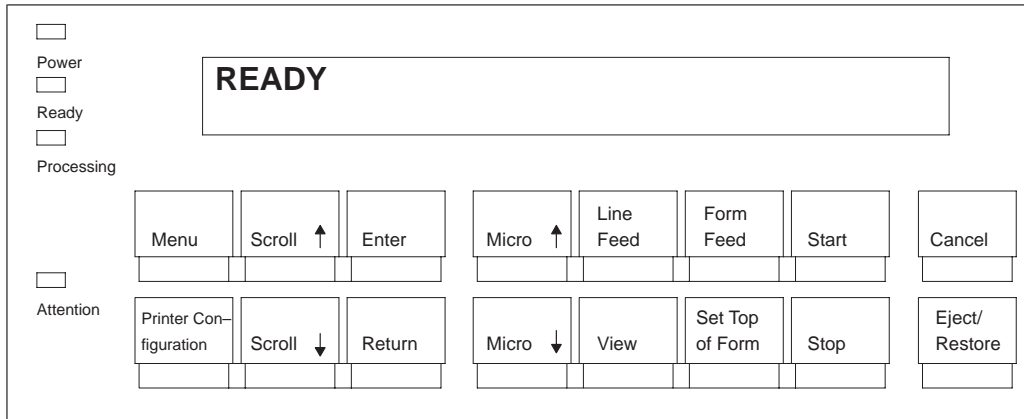 Power
READY
Ready
Processing
Menu
Scroll
Enter
Micro
Line
Feed
Form
Feed
Start
Cancel
Attention
Printer Con–
figuration
Scroll
Return
Micro
View
Set Top
of Form
Stop
Eject/
Restore